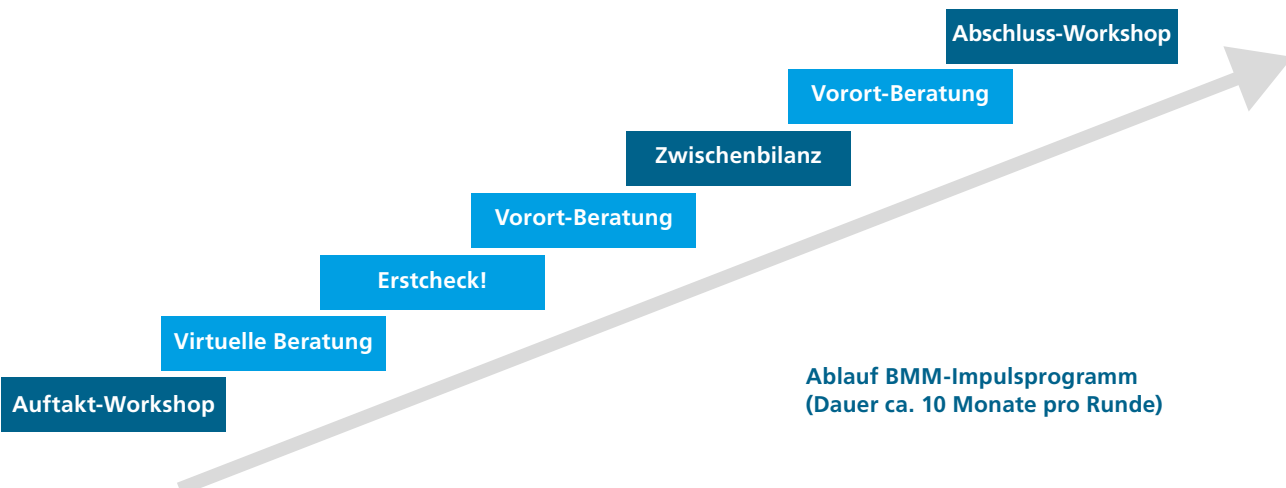 Abschluss-Workshop
Vorort-Beratung
Zwischenbilanz
Vorort-Beratung
Erstcheck!
Virtuelle Beratung
Auftakt-Workshop
Ablauf BMM-Impulsprogramm
(Dauer ca. 10 Monate pro Runde)